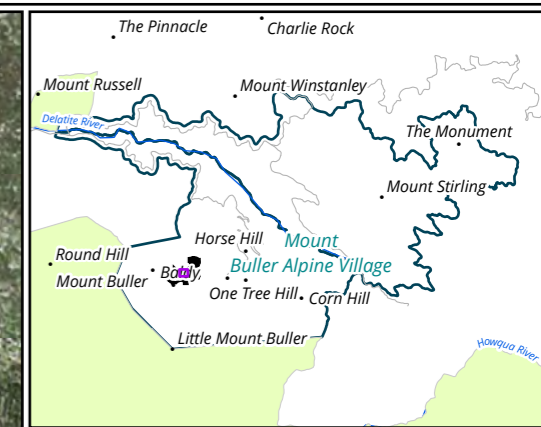 The Pinnacle
Charlie Rock
Mount Russell
Mount Winstanley
Delatite River
The Monument
Mount Stirling
Horse Hill
Mount
Buller Alpine Village
Round Hill
Mount Buller
One Tree Hill
Corn Hill
Little Mount Buller
Howqua River